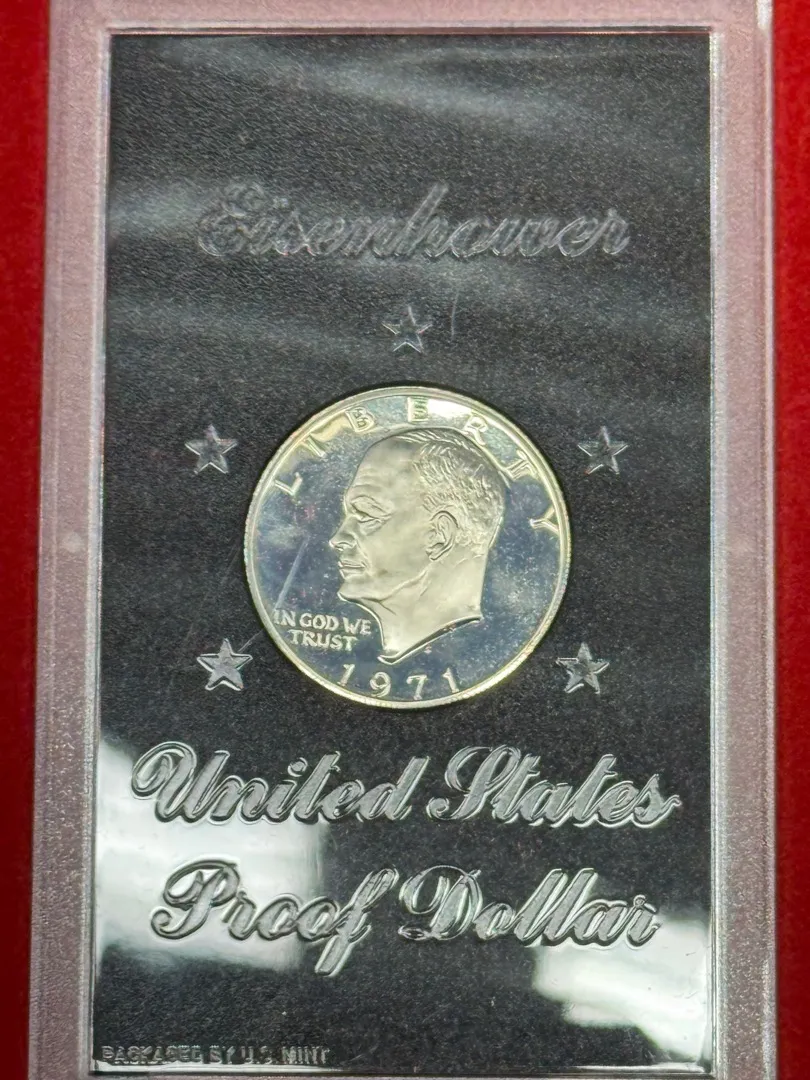 Eisenhower
LIBERTY
IN GOD WE
TRUST
1971
United States
Proof Dollar
PACKAGED BY U.S. MINT